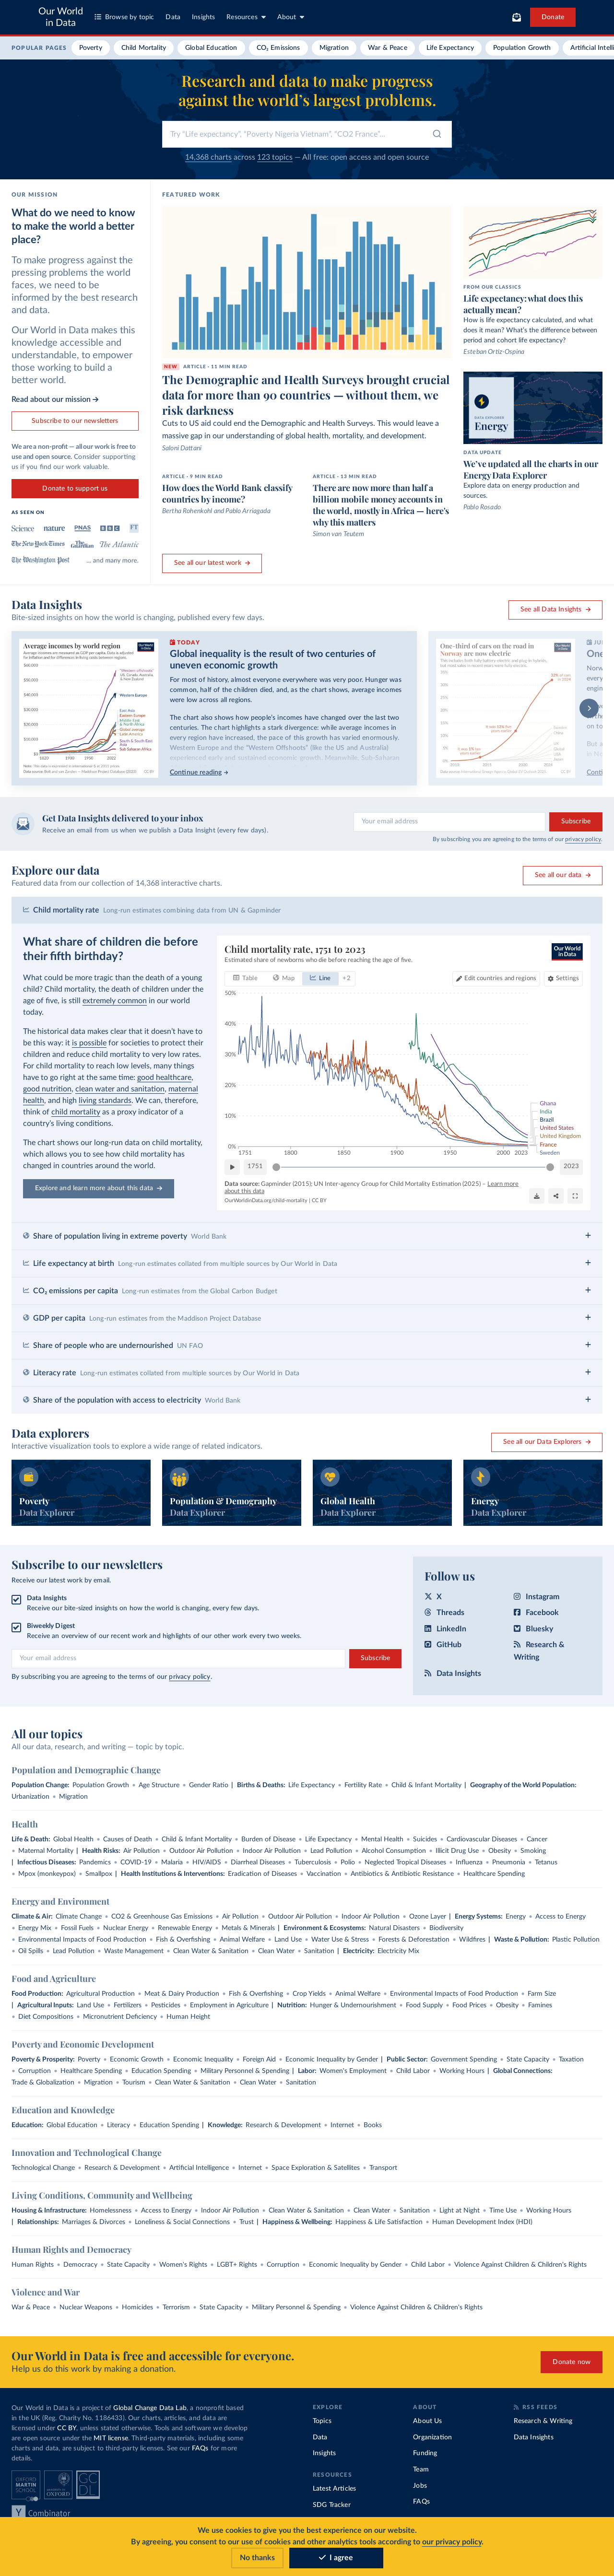 Our World
in Data
Browse by topic
Data
Insights
Resources
About
Donate
POPULAR PAGES
Poverty
Child Mortality
Global Education
CO₂ Emissions
Migration
War & Peace
Life Expectancy
Population Growth
Artificial Intelli
Research and data to make progress
against the world's largest problems.
Try "Life expectancy", "Poverty Nigeria Vietnam", "CO2 France"...
14,368 charts across 123 topics — All free: open access and open source
OUR MISSION
What do we need to know
to make the world a better
place?
To make progress against the
pressing problems the world
faces, we need to be
informed by the best research
and data.
Our World in Data makes this
knowledge accessible and
understandable, to empower
those working to build a
better world.
Read about our mission →
Subscribe to our newsletters
We are a non-profit — all our work is free to
use and open source. Consider supporting
us if you find our work valuable.
Donate to support us
AS SEEN ON
Science
nature
PNAS
BBC
FT
The New York Times
The Guardian
The Atlantic
The Washington Post
... and many more.
FEATURED WORK
NEW
ARTICLE · 15 MIN READ
The Demographic and Health Surveys brought crucial
data for more than 90 countries — without them, we
risk darkness
Cuts to US aid could end the Demographic and Health Surveys. This would leave a
massive gap in our understanding of global health, mortality, and development.
Saloni Dattani
ARTICLE · 9 MIN READ
How does the World Bank classify
countries by income?
Bertha Rohenkohl and Pablo Arriagada
ARTICLE · 13 MIN READ
There are now more than half a
billion mobile money accounts in
the world, mostly in Africa — here's
why this matters
Simon van Teutem
See all our latest work →
FROM OUR CLASSICS
Life expectancy: what does this
actually mean?
How is life expectancy calculated, and what
does it mean? What's the difference between
period and cohort life expectancy?
Esteban Ortiz-Ospina
DATA EXPLORER
Energy
DATA UPDATE
We've updated all the charts in our
Energy Data Explorer
Explore data on energy production and
sources.
Pablo Rosado
Data Insights
Bite-sized insights on how the world is changing, published every few days.
See all Data Insights →
Average incomes by world region
TODAY
Global inequality is the result of two centuries of
uneven economic growth
For most of history, almost everyone everywhere was very poor. Hunger was
common, half of the children died, and, as the chart shows, average incomes
were low across all regions.
The chart also shows how people's incomes have changed over the last two
centuries. The chart highlights a stark divergence: while average incomes in
every region have increased, the pace of this growth has varied enormously.
Western Europe and the "Western Offshoots" (like the US and Australia)
experienced early and sustained economic growth. Meanwhile, Sub-Saharan
Continue reading →
One-third of cars on the road in
Norway are now electric
Get Data Insights delivered to your inbox
Receive an email from us when we publish a Data Insight (every few days).
Your email address
Subscribe
By subscribing you are agreeing to the terms of our privacy policy.
Explore our data
Featured data from our collection of 14,368 interactive charts.
See all our data →
Child mortality rate Long-run estimates combining data from UN & Gapminder
What share of children die before
their fifth birthday?
What could be more tragic than the death of a young
child? Child mortality, the death of children under the
age of five, is still extremely common in our world
today.
The historical data makes clear that it doesn't have to
be this way: it is possible for societies to protect their
children and reduce child mortality to very low rates.
For child mortality to reach low levels, many things
have to go right at the same time: good healthcare,
good nutrition, clean water and sanitation, maternal
health, and high living standards. We can, therefore,
think of child mortality as a proxy indicator of a
country's living conditions.
The chart shows our long-run data on child mortality,
which allows you to see how child mortality has
changed in countries around the world.
Explore and learn more about this data →
Child mortality rate, 1751 to 2023
Estimated share of newborns who die before reaching the age of five.
Our World
in Data
Table
Map
Line
+2
Edit countries and regions
Settings
50%
40%
30%
20%
10%
0%
1751
1800
1850
1900
1950
2000
2023
Ghana
India
Brazil
United States
United Kingdom
France
Sweden
1751
2023
Data source: Gapminder (2015); UN Inter-agency Group for Child Mortality Estimation (2025) – Learn more
about this data
OurWorldinData.org/child-mortality | CC BY
Share of population living in extreme poverty World Bank
Life expectancy at birth Long-run estimates collated from multiple sources by Our World in Data
CO₂ emissions per capita Long-run estimates from the Global Carbon Budget
GDP per capita Long-run estimates from the Maddison Project Database
Share of people who are undernourished UN FAO
Literacy rate Long-run estimates collated from multiple sources by Our World in Data
Share of the population with access to electricity World Bank
Data explorers
Interactive visualization tools to explore a wide range of related indicators.
See all our Data Explorers →
Poverty
Data Explorer
Population & Demography
Data Explorer
Global Health
Data Explorer
Energy
Data Explorer
Subscribe to our newsletters
Receive our latest work by email.
Data Insights
Receive our bite-sized insights on how the world is changing, every few days.
Biweekly Digest
Receive an overview of our recent work and highlights of our other work every two weeks.
Your email address
Subscribe
By subscribing you are agreeing to the terms of our privacy policy.
Follow us
X
Instagram
Threads
Facebook
LinkedIn
Bluesky
GitHub
Research &
Writing
Data Insights
All our topics
All our data, research, and writing — topic by topic.
Population and Demographic Change
Population Change: Population Growth • Age Structure • Gender Ratio | Births & Deaths: Life Expectancy • Fertility Rate • Child & Infant Mortality | Geography of the World Population:
Urbanization • Migration
Health
Life & Death: Global Health • Causes of Death • Child & Infant Mortality • Burden of Disease • Life Expectancy • Mental Health • Suicides • Cardiovascular Diseases • Cancer
• Maternal Mortality | Health Risks: Air Pollution • Outdoor Air Pollution • Indoor Air Pollution • Lead Pollution • Alcohol Consumption • Illicit Drug Use • Obesity • Smoking
| Infectious Diseases: Pandemics • COVID-19 • Malaria • HIV/AIDS • Diarrheal Diseases • Tuberculosis • Polio • Neglected Tropical Diseases • Influenza • Pneumonia • Tetanus
• Mpox (monkeypox) • Smallpox | Health Institutions & Interventions: Eradication of Diseases • Vaccination • Antibiotics & Antibiotic Resistance • Healthcare Spending
Energy and Environment
Climate & Air: Climate Change • CO2 & Greenhouse Gas Emissions • Air Pollution • Outdoor Air Pollution • Indoor Air Pollution • Ozone Layer | Energy Systems: Energy • Access to Energy
• Energy Mix • Fossil Fuels • Nuclear Energy • Renewable Energy • Metals & Minerals | Environment & Ecosystems: Natural Disasters • Biodiversity
• Environmental Impacts of Food Production • Fish & Overfishing • Animal Welfare • Land Use • Water Use & Stress • Forests & Deforestation • Wildfires | Waste & Pollution: Plastic Pollution
• Oil Spills • Lead Pollution • Waste Management • Clean Water & Sanitation • Clean Water • Sanitation | Electricity: Electricity Mix
Food and Agriculture
Food Production: Agricultural Production • Meat & Dairy Production • Fish & Overfishing • Crop Yields • Animal Welfare • Environmental Impacts of Food Production • Farm Size
| Agricultural Inputs: Land Use • Fertilizers • Pesticides • Employment in Agriculture | Nutrition: Hunger & Undernourishment • Food Supply • Food Prices • Obesity • Famines
• Diet Compositions • Micronutrient Deficiency • Human Height
Poverty and Economic Development
Poverty & Prosperity: Poverty • Economic Growth • Economic Inequality • Foreign Aid • Economic Inequality by Gender | Public Sector: Government Spending • State Capacity • Taxation
• Corruption • Healthcare Spending • Education Spending • Military Personnel & Spending | Labor: Women's Employment • Child Labor • Working Hours | Global Connections:
Trade & Globalization • Migration • Tourism • Clean Water & Sanitation • Clean Water • Sanitation
Education and Knowledge
Education: Global Education • Literacy • Education Spending | Knowledge: Research & Development • Internet • Books
Innovation and Technological Change
Technological Change • Research & Development • Artificial Intelligence • Internet • Space Exploration & Satellites • Transport
Living Conditions, Community and Wellbeing
Housing & Infrastructure: Homelessness • Access to Energy • Indoor Air Pollution • Clean Water & Sanitation • Clean Water • Sanitation • Light at Night • Time Use • Working Hours
| Relationships: Marriages & Divorces • Loneliness & Social Connections • Trust | Happiness & Wellbeing: Happiness & Life Satisfaction • Human Development Index (HDI)
Human Rights and Democracy
Human Rights • Democracy • State Capacity • Women's Rights • LGBT+ Rights • Corruption • Economic Inequality by Gender • Child Labor • Violence Against Children & Children's Rights
Violence and War
War & Peace • Nuclear Weapons • Homicides • Terrorism • State Capacity • Military Personnel & Spending • Violence Against Children & Children's Rights
Our World in Data is free and accessible for everyone.
Help us do this work by making a donation.
Donate now
Our World in Data is a project of Global Change Data Lab, a nonprofit based
in the UK (Reg. Charity No. 1186433). Our charts, articles, and data are
licensed under CC BY, unless stated otherwise. Tools and software we develop
are open source under the MIT license. Third-party materials, including some
charts and data, are subject to third-party licenses. See our FAQs for more
details.
OXFORD
MARTIN
SCHOOL
OXFORD
GC
DL
Y Combinator
EXPLORE
Topics
Data
Insights
RESOURCES
Latest Articles
SDG Tracker
ABOUT
About Us
Organization
Funding
Team
Jobs
FAQs
RSS FEEDS
Research & Writing
Data Insights
We use cookies to give you the best experience on our website.
By agreeing, you consent to our use of cookies and other analytics tools according to our privacy policy.
No thanks
I agree